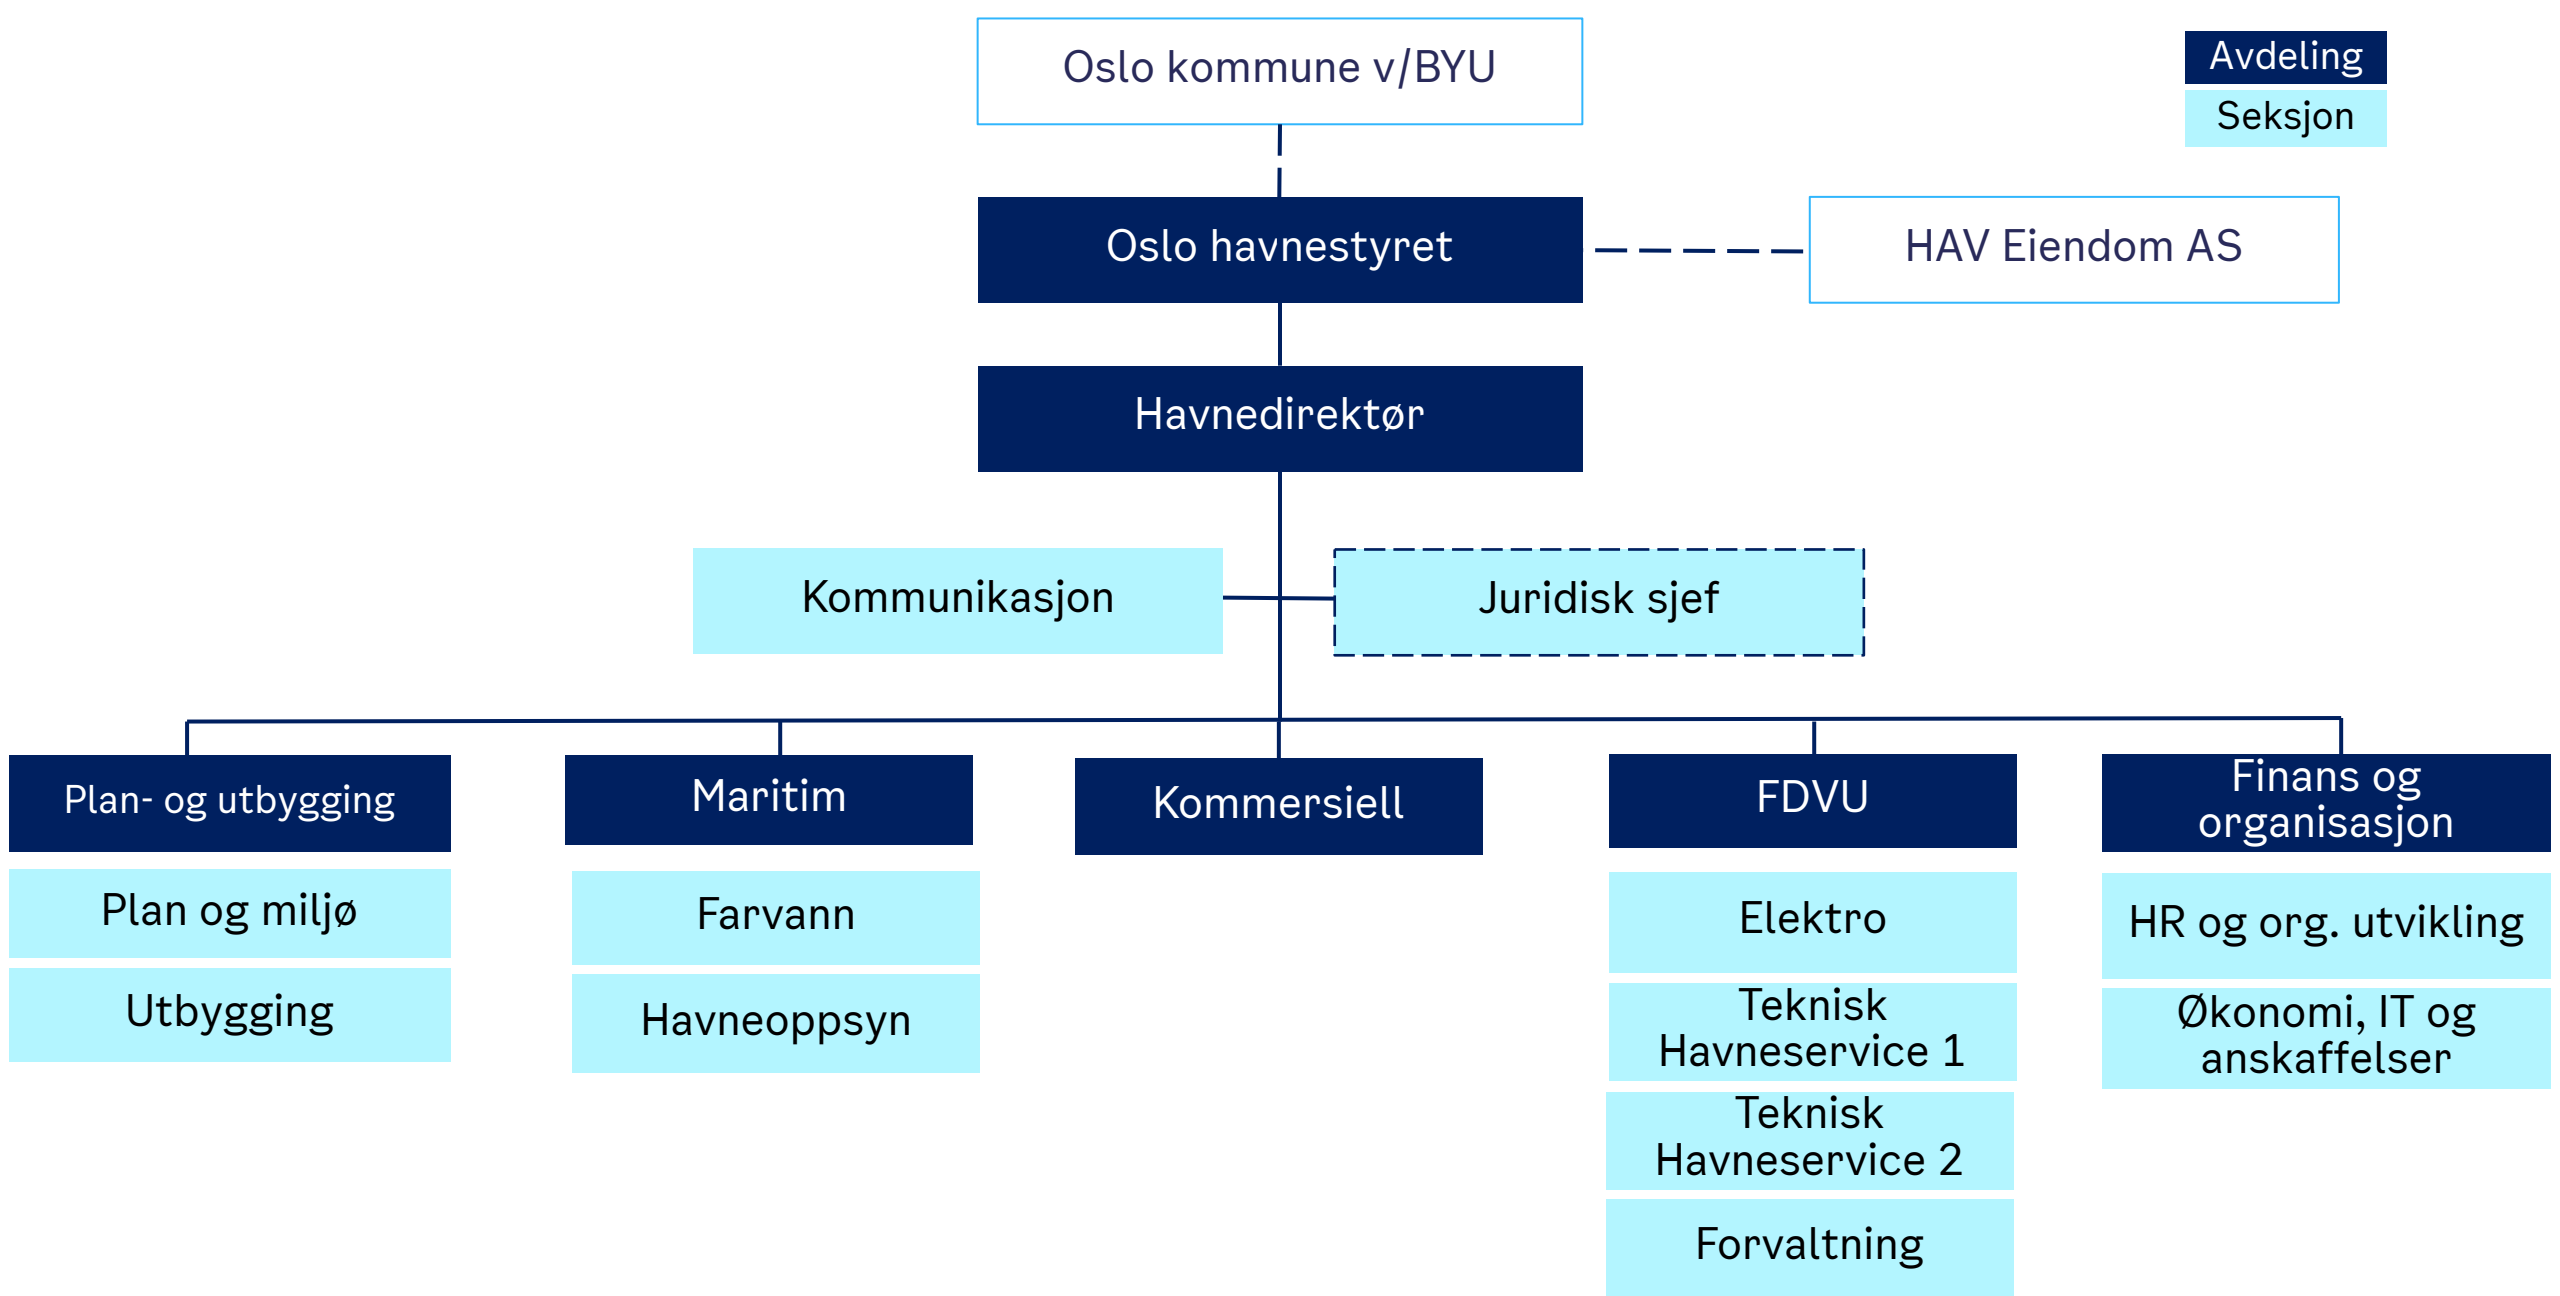 Oslo kommune v/BYU
Avdeling
Seksjon
Oslo havnestyret
HAV Eiendom AS
Havnedirektør
Kommunikasjon
Juridisk sjef
Plan- og utbygging
Plan og miljø
Utbygging
Maritim
Farvann
Havneoppsyn
Kommersiell
FDVU
Elektro
Teknisk
Havneservice 1
Teknisk
Havneservice 2
Forvaltning
Finans og
organisasjon
HR og org. utvikling
Økonomi, IT og
anskaffelser